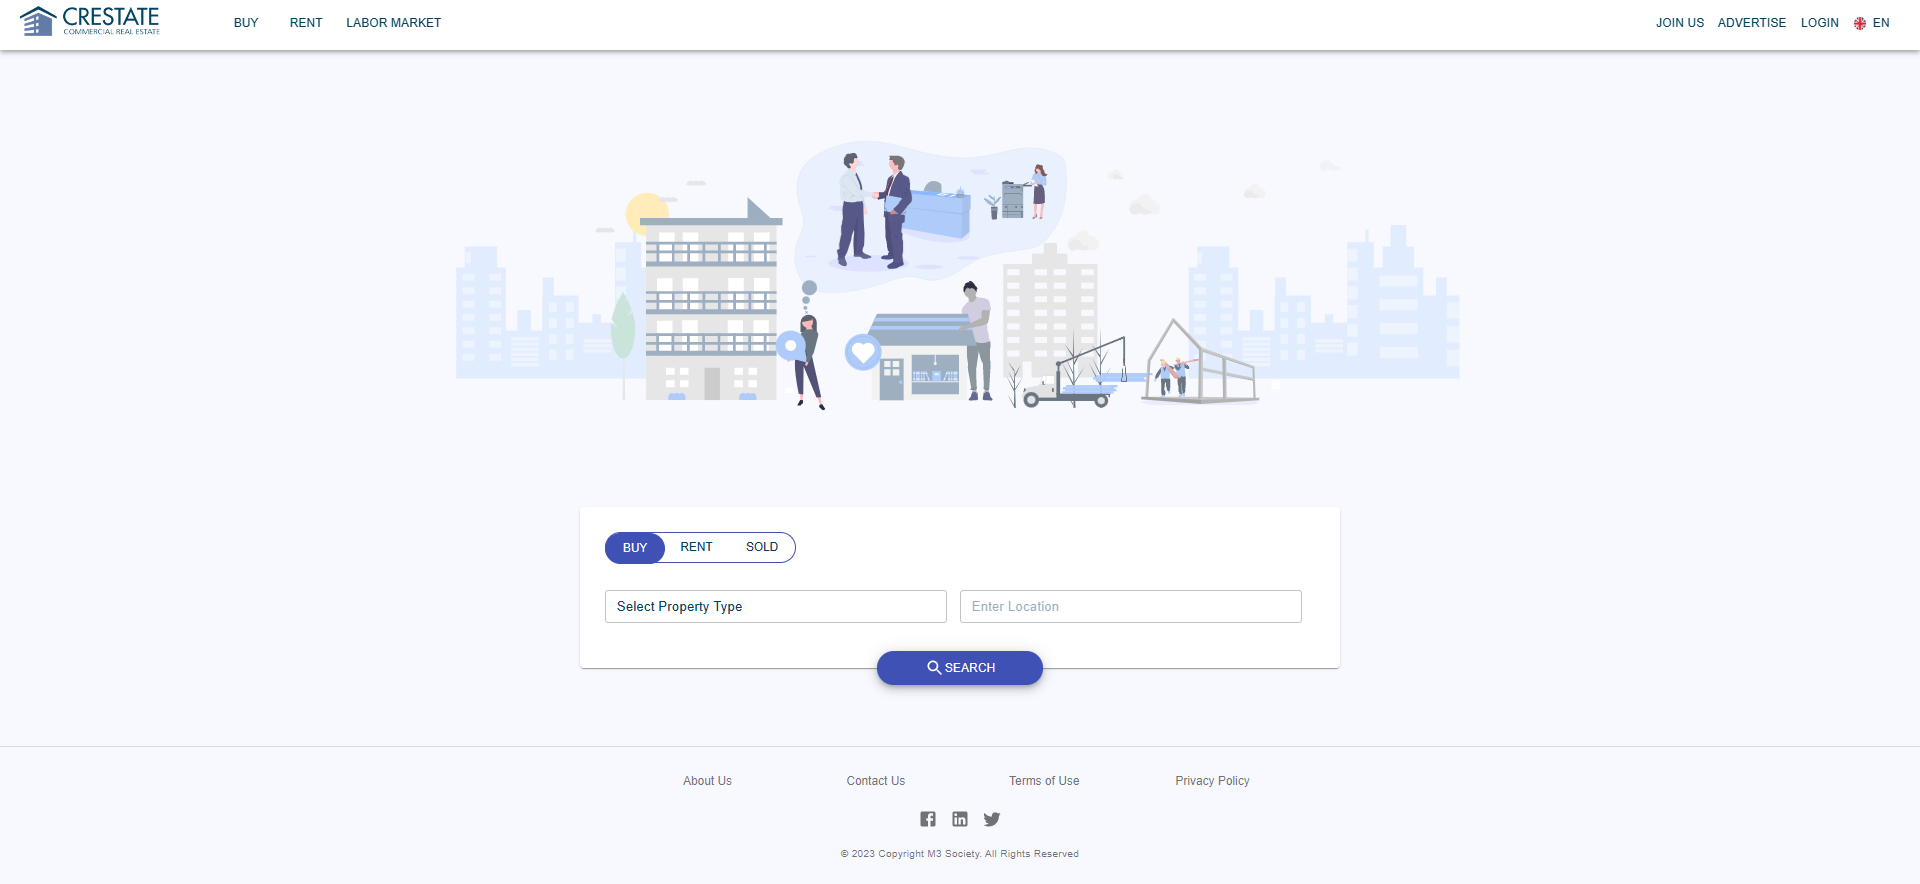 CRESTATE
COMMERCIAL REAL ESTATE
BUY RENT LABOR MARKET
JOIN US ADVERTISE LOGIN EN
BUY RENT SOLD
Select Property Type
Enter Location
SEARCH
About Us Contact Us Terms of Use Privacy Policy
© 2023 Copyright M3 Society. All Rights Reserved